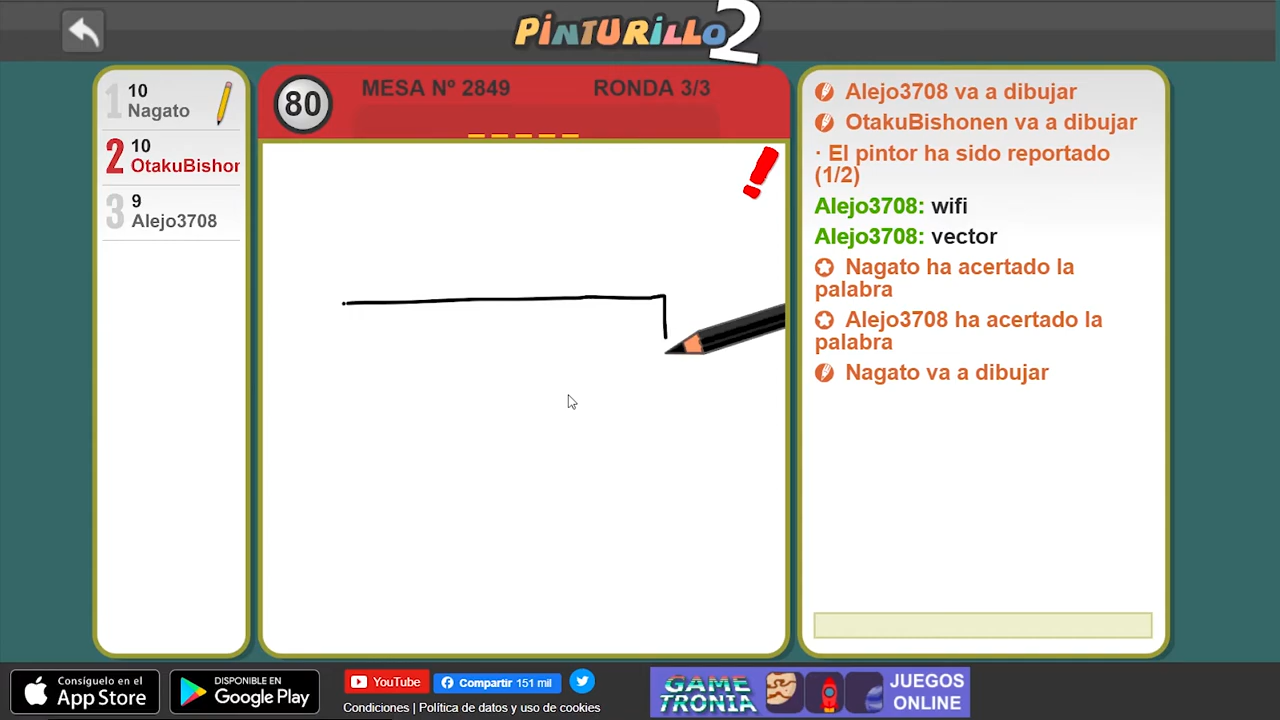 PINTURILLO 2
80
MESA Nº 2849
RONDA 3/3
1
10
Nagato
2
10
OtakuBishor
3
9
Alejo3708
Alejo3708 va a dibujar
OtakuBishonen va a dibujar
· El pintor ha sido reportado
(1/2)
Alejo3708: wifi
Alejo3708: vector
Nagato ha acertado la
palabra
Alejo3708 ha acertado la
palabra
Nagato va a dibujar
Consíguelo en el
App Store
DISPONIBLE EN
Google Play
YouTube
Compartir 151 mil
Condiciones | Política de datos y uso de cookies
GAME
TRONIA
JUEGOS
ONLINE